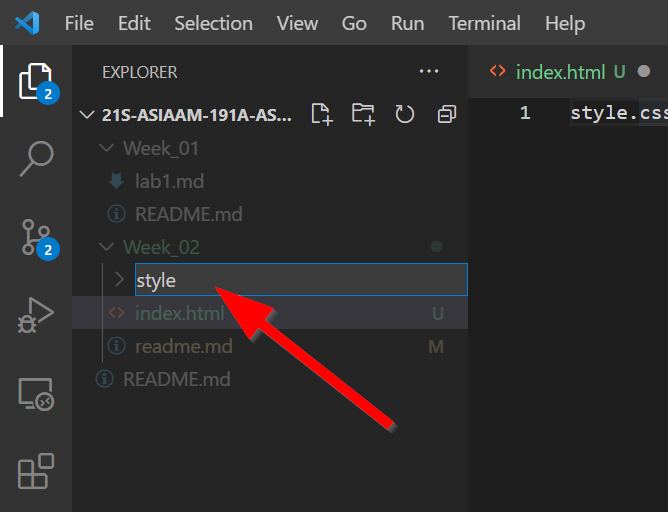 File Edit Selection View Go Run Terminal Help
EXPLORER ...
index.html U
21S-ASIAAM-191A-AS...
1 style.css
Week_01
lab1.md
README.md
Week_02
style
index.html U
readme.md M
README.md
2
2